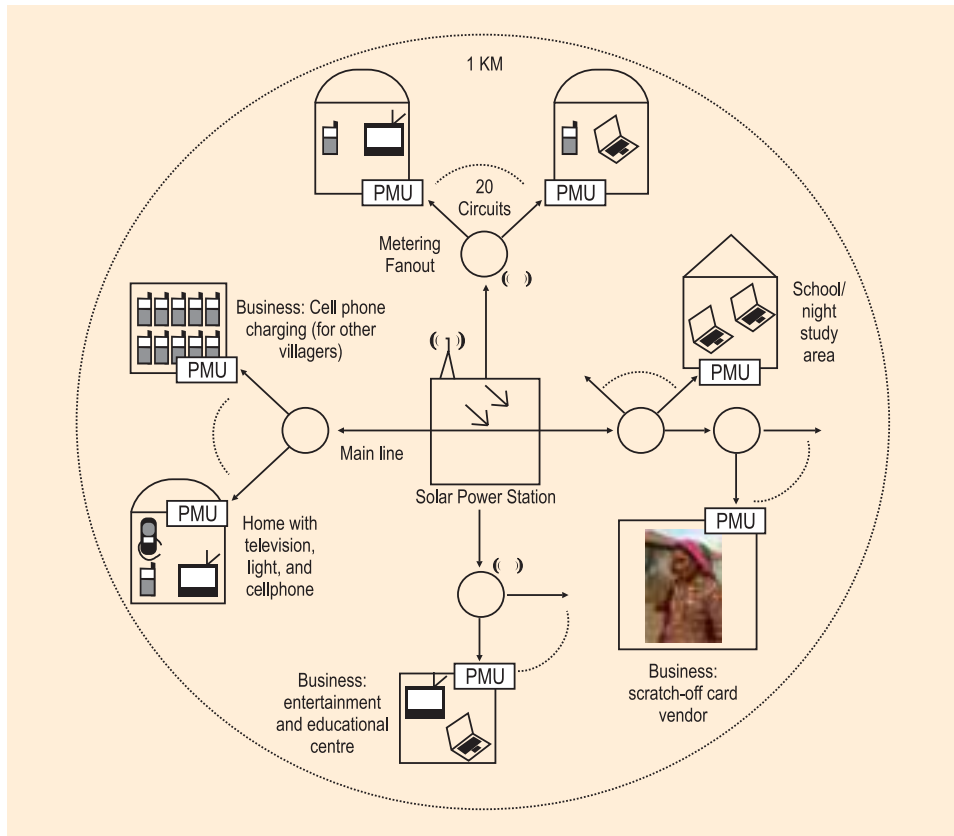 1 KM
PMU
20
Circuits
PMU
Metering
Fanout
Business: Cell phone
charging (for other
villagers)
PMU
PMU
School/
night
study
area
Main line
Solar Power Station
PMU
Home with
television,
light, and
cellphone
PMU
PMU
Business:
entertainment
and educational
centre
Business:
scratch-off card
vendor